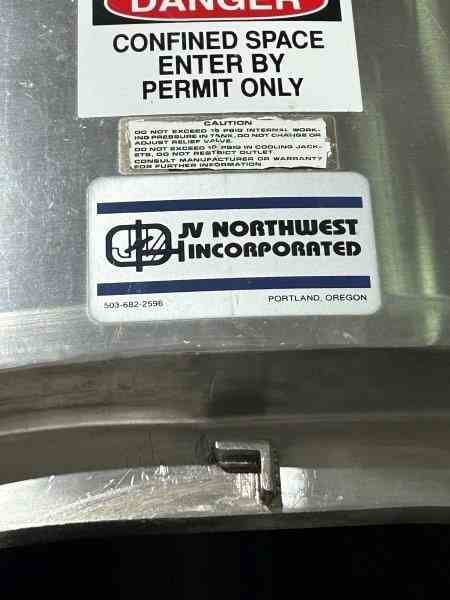 DANGER
CONFINED SPACE
ENTER BY
PERMIT ONLY
CAUTION
DO NOT EXCEED 15 PSIG INTERNAL WORK-
ING PRESSURE IN TANK. DO NOT CHANGE OR
ADJUST RELIEF VALVE.
DO NOT EXCEED 10 PSIG IN COOLING JACK-
ETS, DO NOT RESTRICT OUTLET.
CONSULT MANUFACTURER OR WARRANTY
FOR FURTHER INFORMATION
JV NORTHWEST
INCORPORATED
503-682-2596
PORTLAND, OREGON